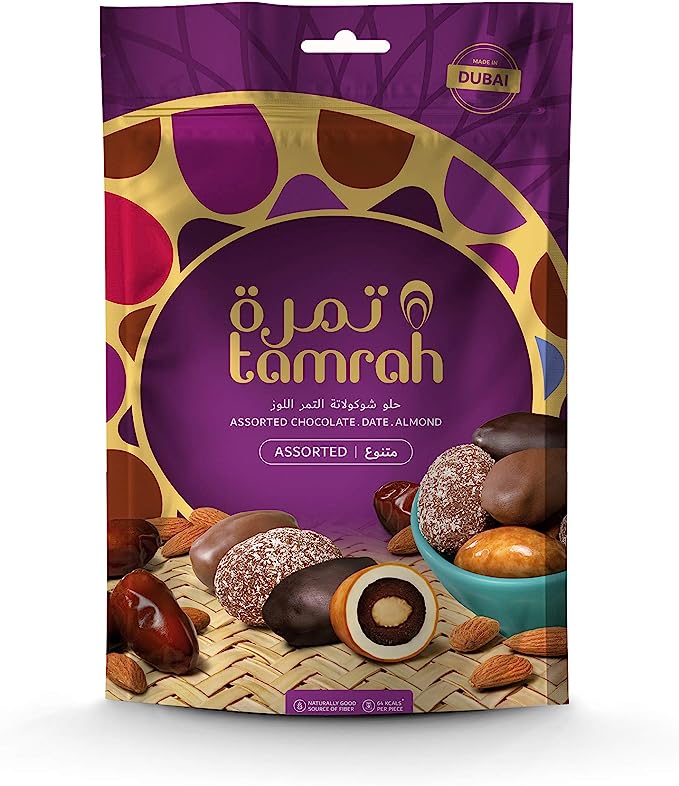 MADE IN
DUBAI
تمرة
tamrah
حلو شوكولاتة التمر اللوز
ASSORTED CHOCOLATE.DATE.ALMOND
ASSORTED | متنوع
NATURALLY GOOD
SOURCE OF FIBER
64 KCALS*
PER PIECE